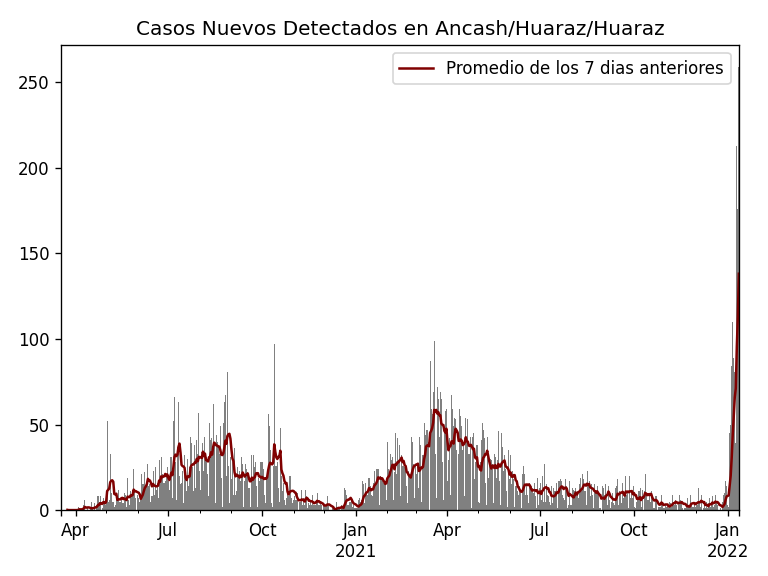 Casos Nuevos Detectados en Ancash/Huaraz/Huaraz
Promedio de los 7 dias anteriores
250
200
150
100
50
0
Apr Jul Oct Jan Apr Jul Oct Jan
2021 2022